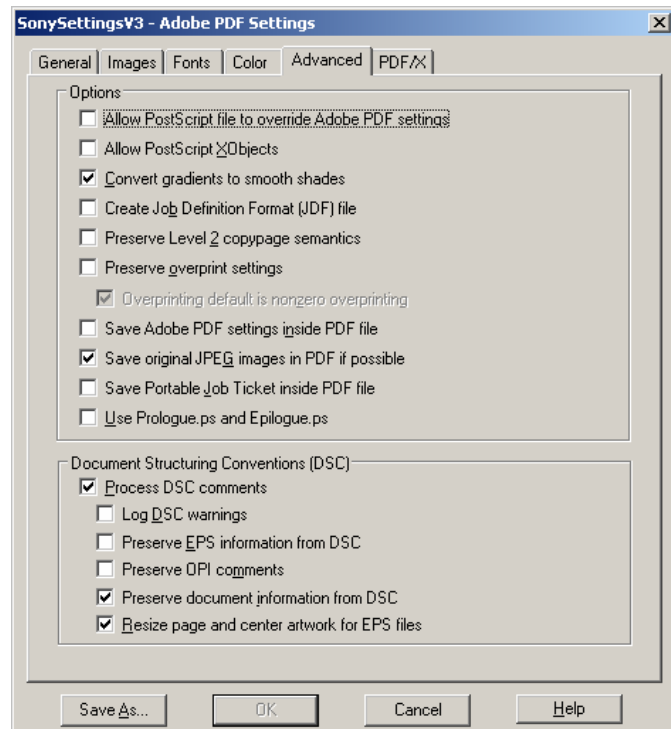 SonySettingsV3 - Adobe PDF Settings
General Images Fonts Color Advanced PDF/X
Options
Allow PostScript file to override Adobe PDF settings
Allow PostScript XObjects
Convert gradients to smooth shades
Create Job Definition Format (JDF) file
Preserve Level 2 copypage semantics
Preserve overprint settings
Overprinting default is nonzero overprinting
Save Adobe PDF settings inside PDF file
Save original JPEG images in PDF if possible
Save Portable Job Ticket inside PDF file
Use Prologue.ps and Epilogue.ps
Document Structuring Conventions (DSC)
Process DSC comments
Log DSC warnings
Preserve EPS information from DSC
Preserve OPI comments
Preserve document information from DSC
Resize page and center artwork for EPS files
Save As... OK Cancel Help